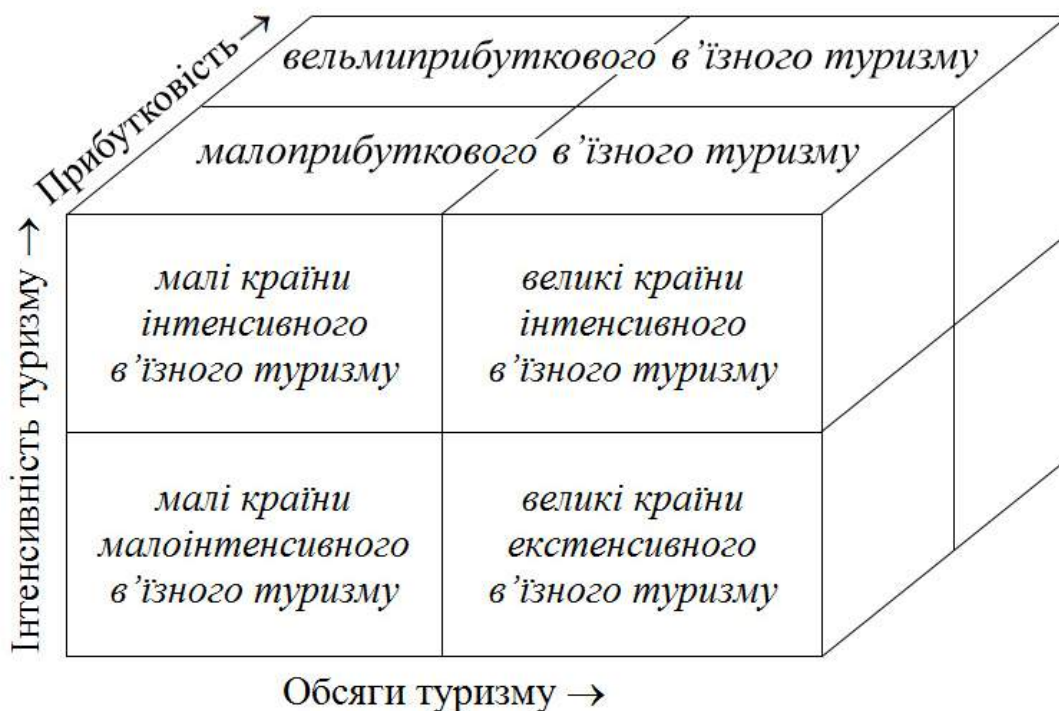 Прибутковість →
вельмиприбуткового в’їзного туризму
малоприбуткового в’їзного туризму
Інтенсивність туризму →
малі країни
інтенсивного
в’їзного туризму
великі країни
інтенсивного
в’їзного туризму
малі країни
малоінтенсивного
в’їзного туризму
великі країни
екстенсивного
в’їзного туризму
Обсяги туризму →